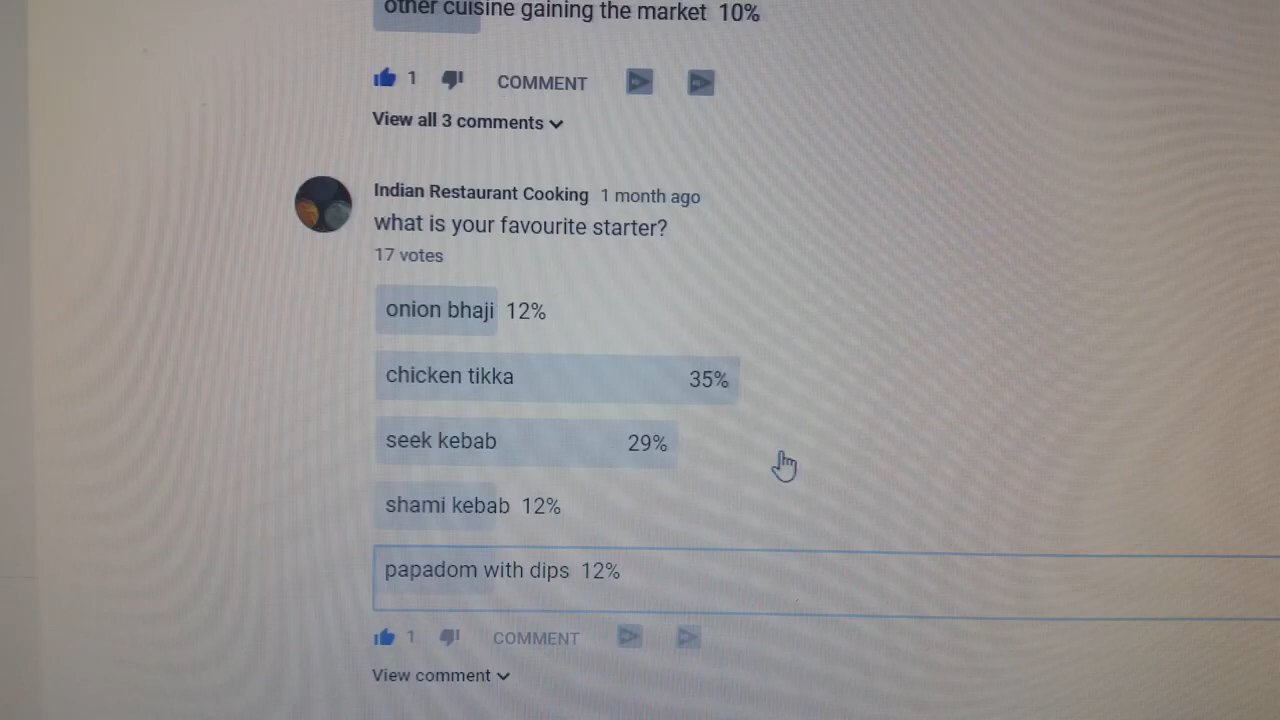 other cuisine gaining the market 10%
1 COMMENT
View all 3 comments
Indian Restaurant Cooking 1 month ago
what is your favourite starter?
17 votes
onion bhaji 12%
chicken tikka 35%
seek kebab 29%
shami kebab 12%
papadom with dips 12%
1 COMMENT
View comment